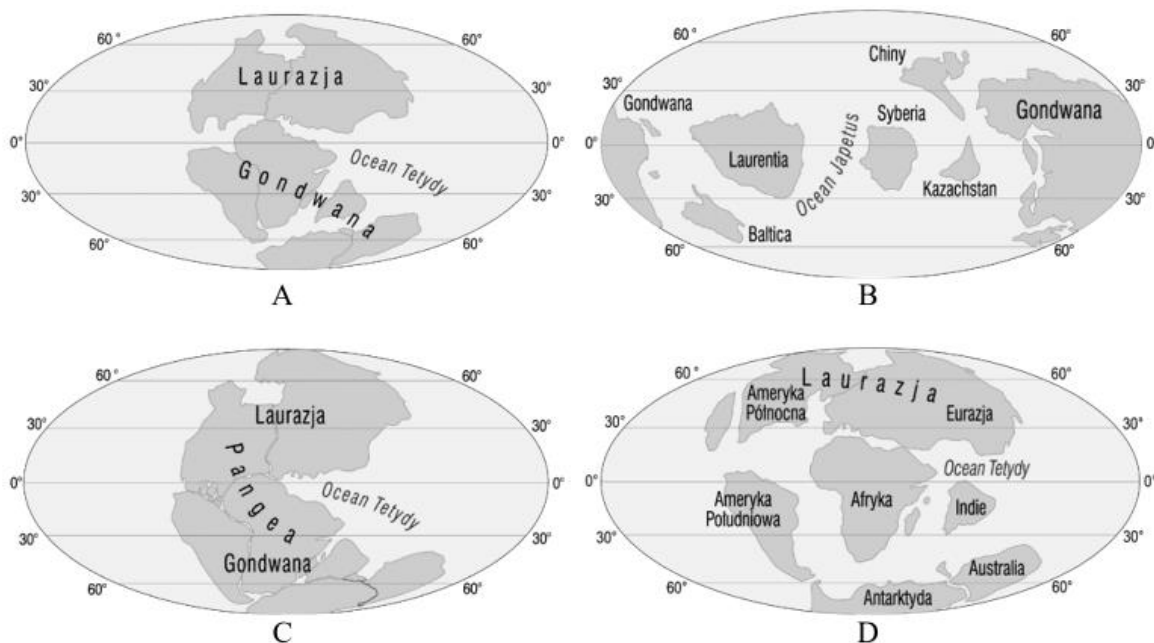 60°
60°
Laurazja
30°
30°
0°
0°
Ocean Tetydy
Gondwana
30°
30°
60°
60°
A
60°
60°
Chiny
30°
30°
Gondwana
Syberia
Gondwana
0°
0°
Laurentia
Ocean Japetus
Kazachstan
30°
30°
Baltica
60°
60°
B
60°
60°
Laurazja
30°
30°
Pangea
0°
0°
Ocean Tetydy
Gondwana
30°
30°
60°
60°
C
60°
60°
Laurazja
Ameryka
Północna
Eurazja
30°
30°
Ocean Tetydy
0°
0°
Ameryka
Południowa
Afryka
Indie
30°
30°
Australia
60°
60°
Antarktyda
D